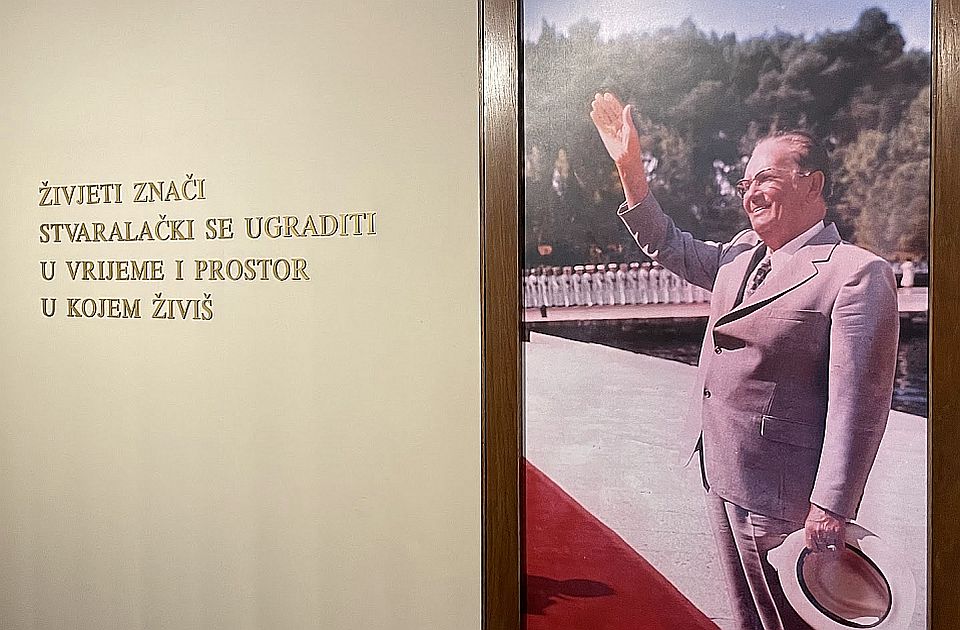 ŽIVJETI ZNAČI
STVARALAČKI SE UGRADITI
U VRIJEME I PROSTOR
U KOJEM ŽIVIŠ